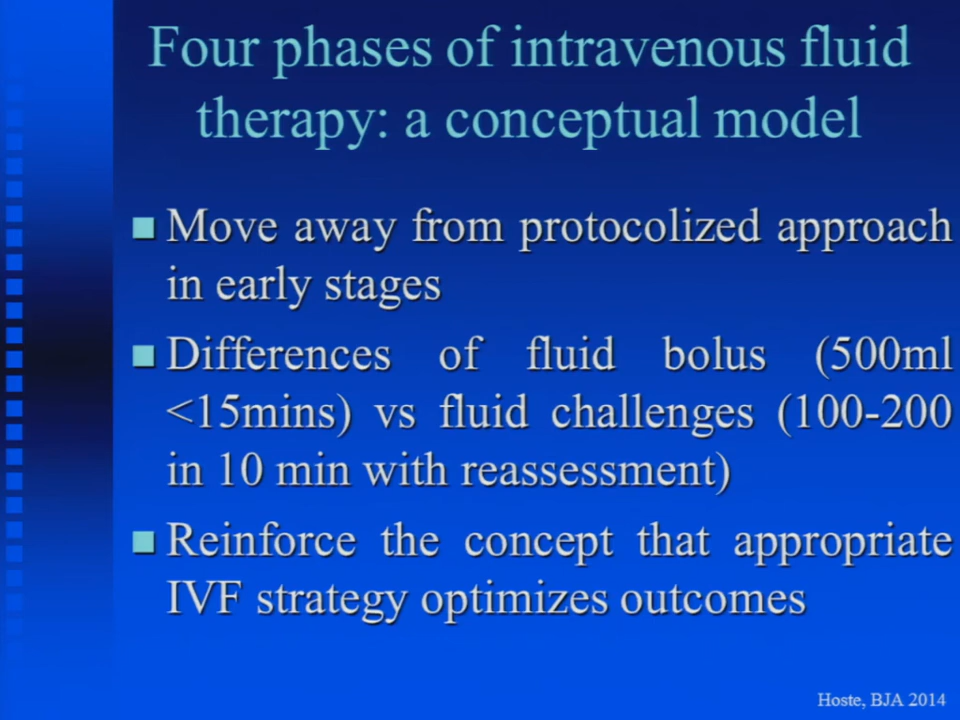 Four phases of intravenous fluid
therapy: a conceptual model
Move away from protocolized approach
in early stages
Differences of fluid bolus (500ml
<15mins) vs fluid challenges (100-200
in 10 min with reassessment)
Reinforce the concept that appropriate
IVF strategy optimizes outcomes
Hoste, BJA 2014